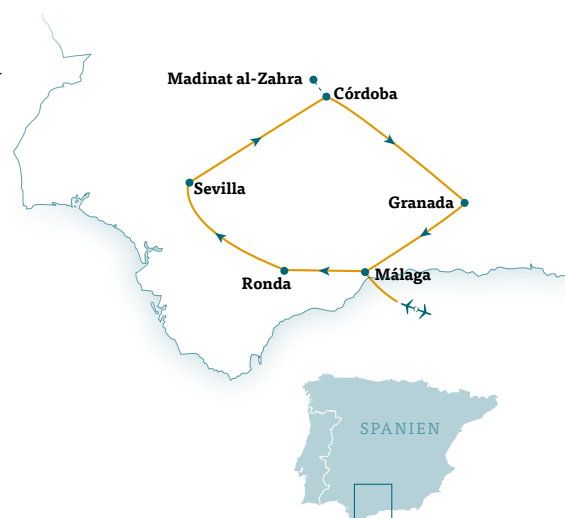 Madinat al-Zahra
Córdoba
Sevilla
Granada
Ronda
Málaga
SPANIEN